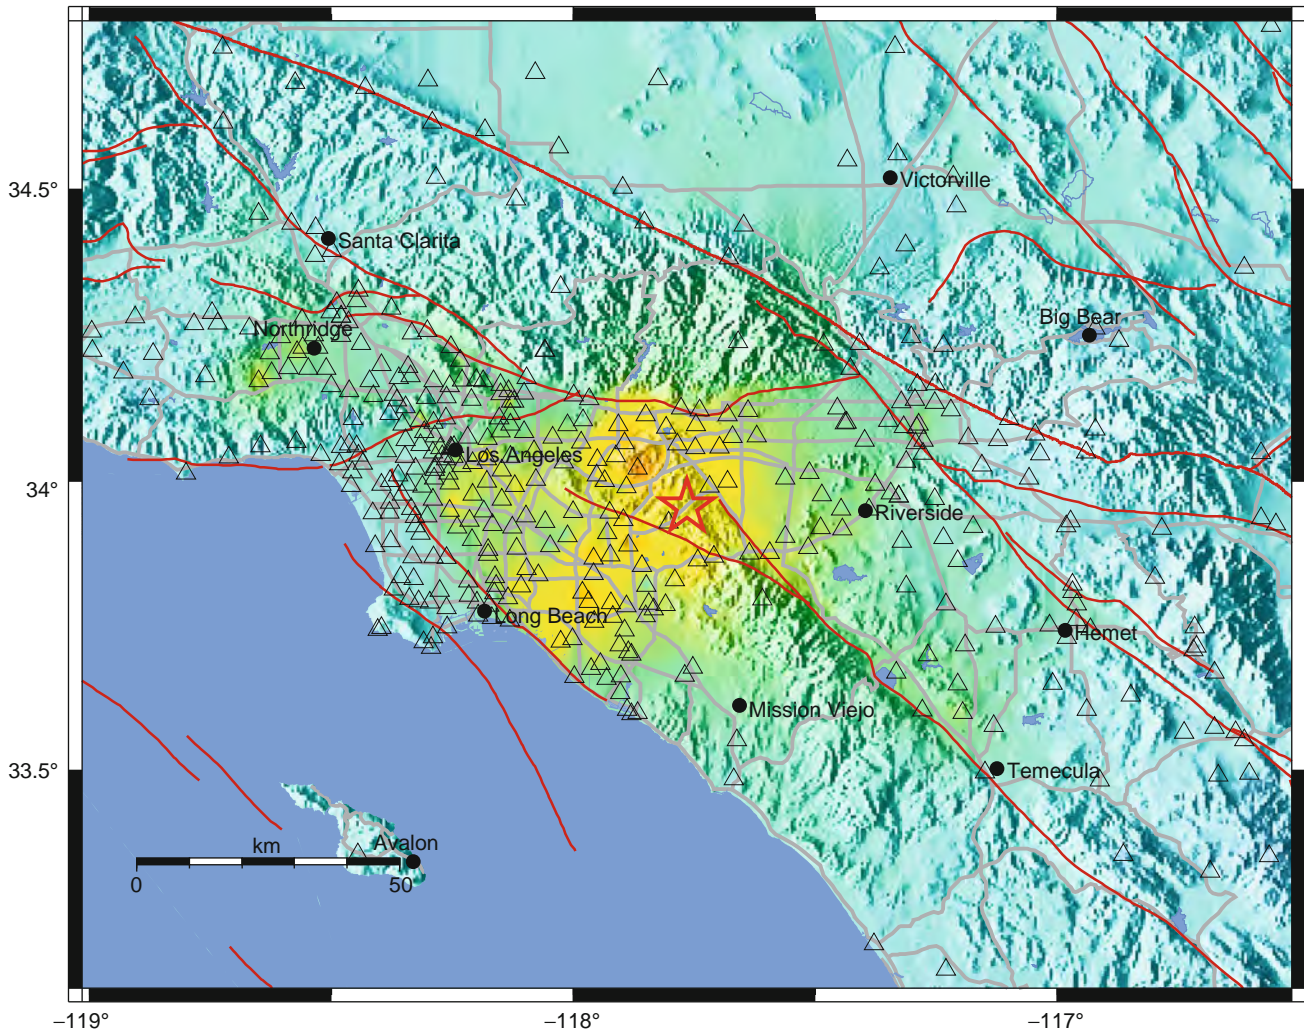 34.5°
Victorville
Santa Clarita
Northridge
Big Bear
Los Angeles
34°
Riverside
Long Beach
Hemet
Mission Viejo
33.5°
Temecula
km
Avalon
0 50
−119° −118° −117°